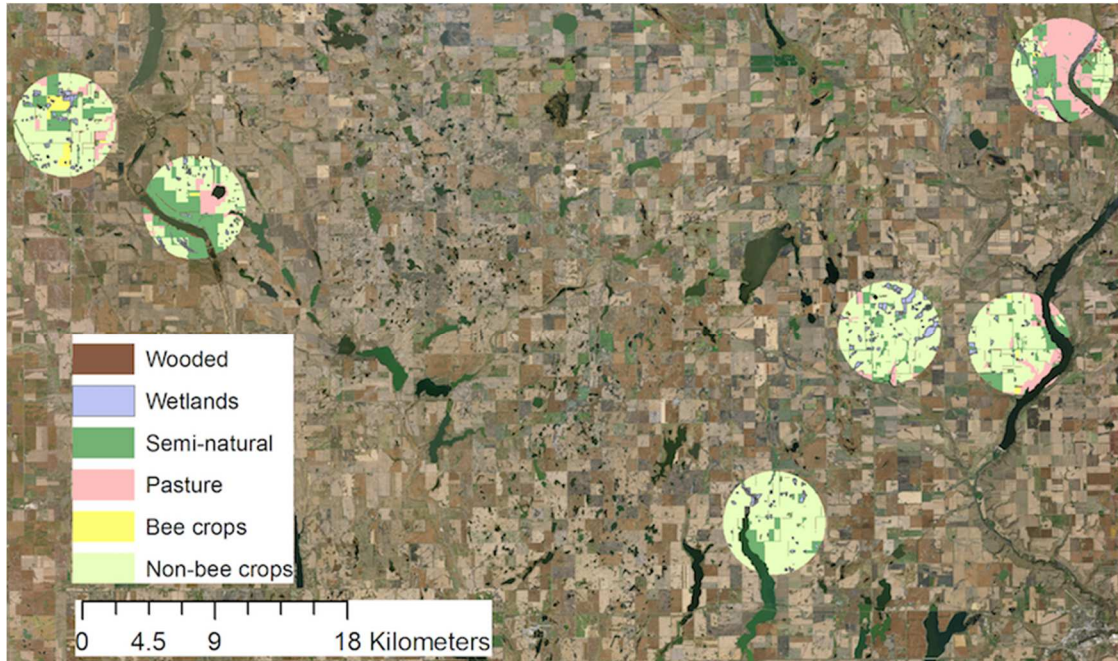 Wooded
Wetlands
Semi-natural
Pasture
Bee crops
Non-bee crops
0 4.5 9 18 Kilometers